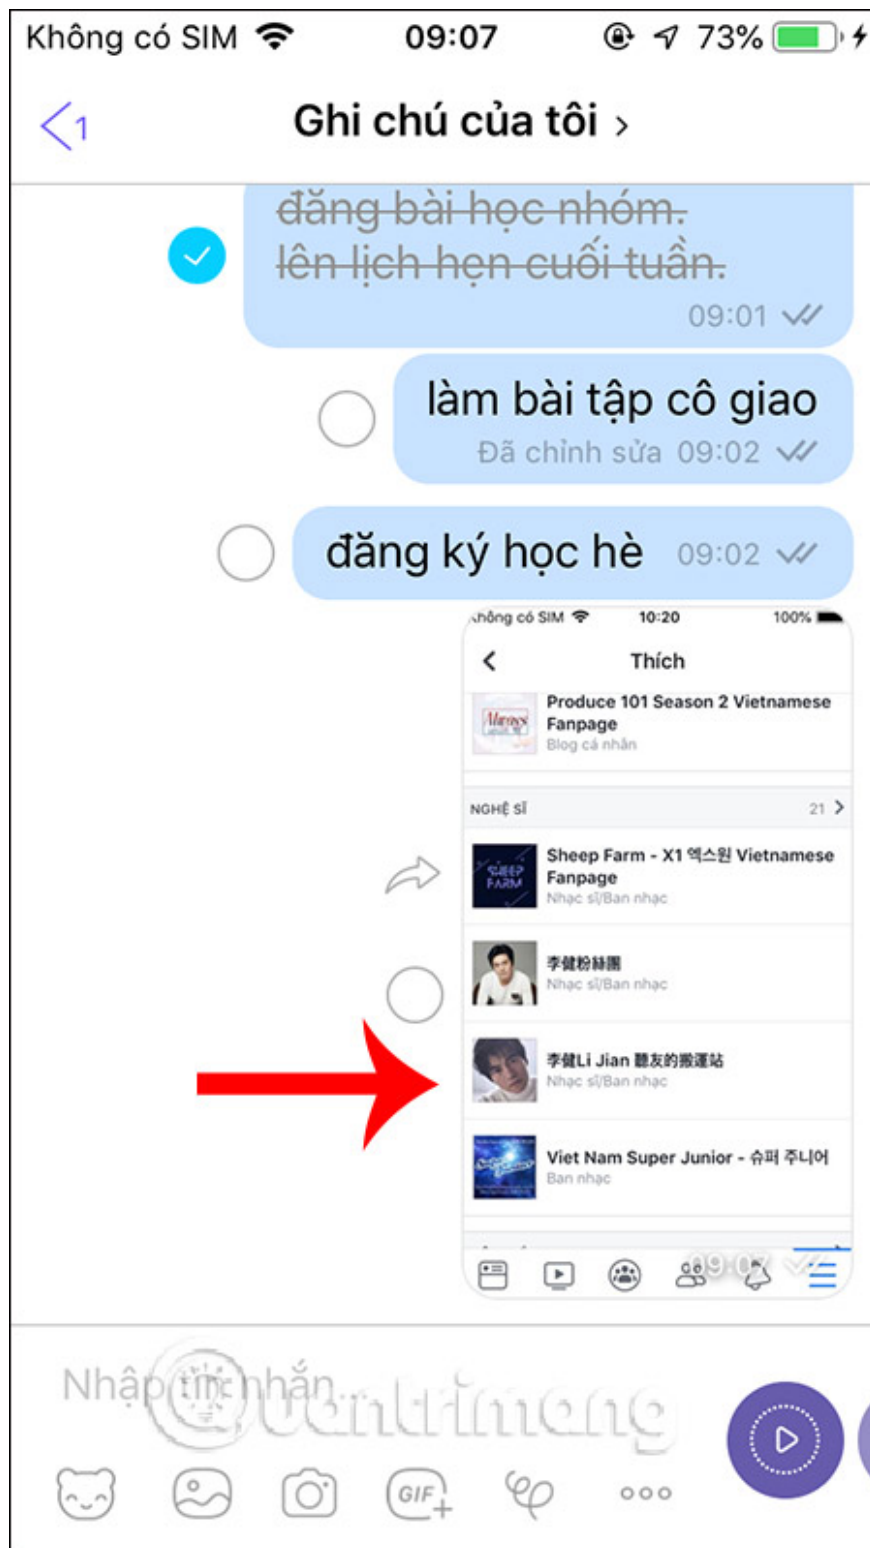 Không có SIM 09:07 73%
1 Ghi chú của tôi
đăng bài học nhóm.
lên lịch hẹn cuối tuần.
09:01
làm bài tập cô giao
Đã chỉnh sửa 09:02
đăng ký học hè 09:02
hông có SIM 10:20 100%
Thích
Always
Produce 101 Season 2 Vietnamese
Fanpage
Blog cá nhân
NGHỆ SĨ 21
SHEEP
FARM
Sheep Farm - X1 엑스원 Vietnamese
Fanpage
Nhạc sĩ/Ban nhạc
李健粉絲團
Nhạc sĩ/Ban nhạc
李健Li Jian 聽友的搬運站
Nhạc sĩ/Ban nhạc
Viet Nam Super Junior - 슈퍼 주니어
Ban nhạc
09:07
Nhập tin nhắn...
Quantrimang
GIF